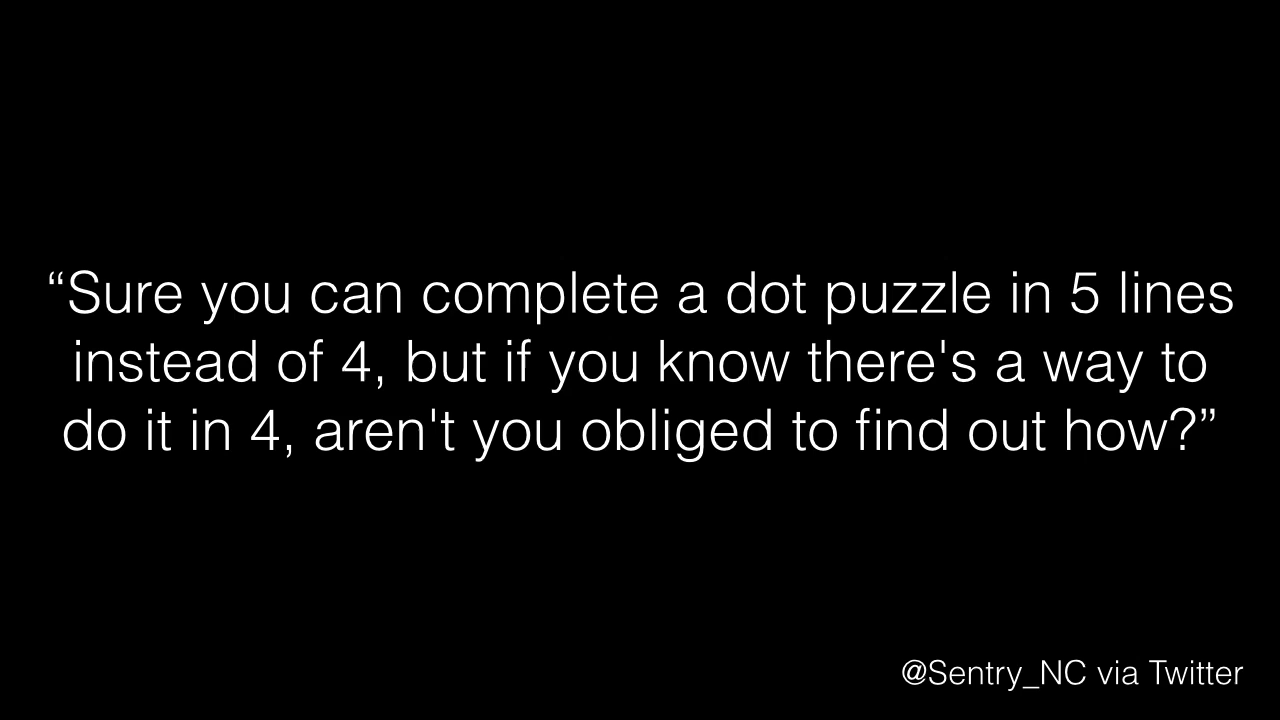 “Sure you can complete a dot puzzle in 5 lines
instead of 4, but if you know there's a way to
do it in 4, aren't you obliged to find out how?”
@Sentry_NC via Twitter